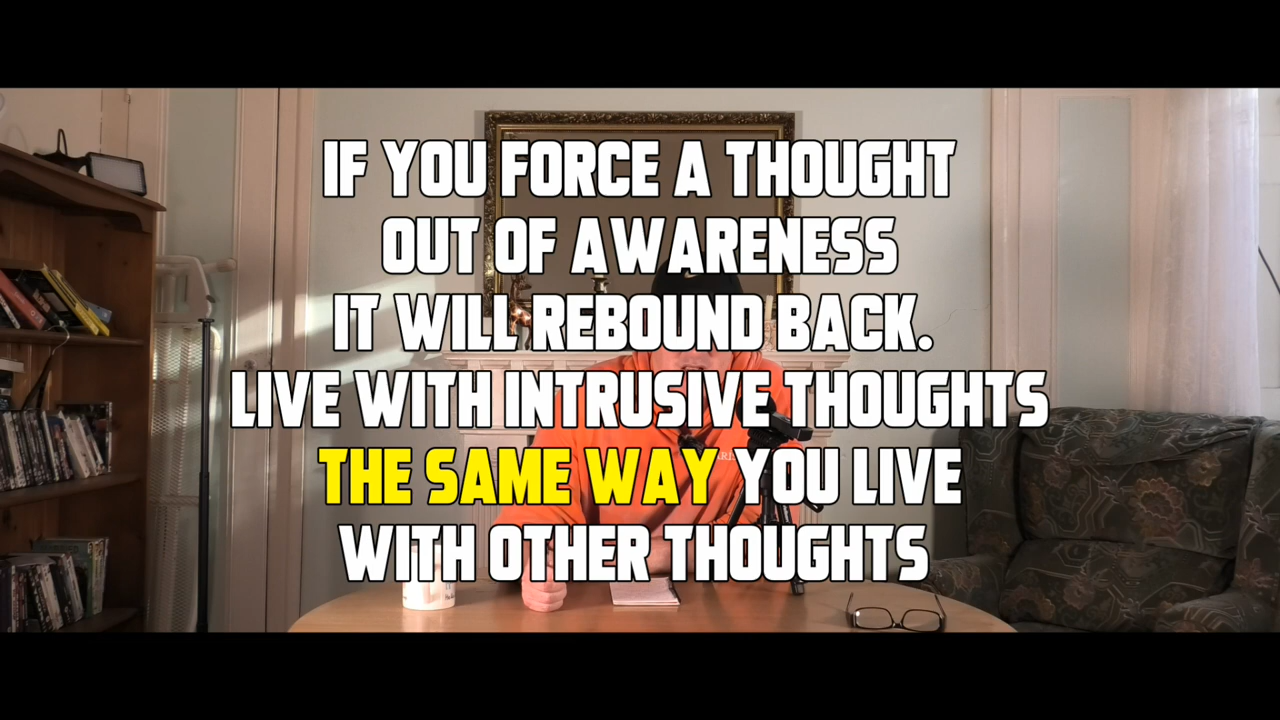 IF YOU FORCE A THOUGHT
OUT OF AWARENESS
IT WILL REBOUND BACK.
LIVE WITH INTRUSIVE THOUGHTS
THE SAME WAY YOU LIVE
WITH OTHER THOUGHTS